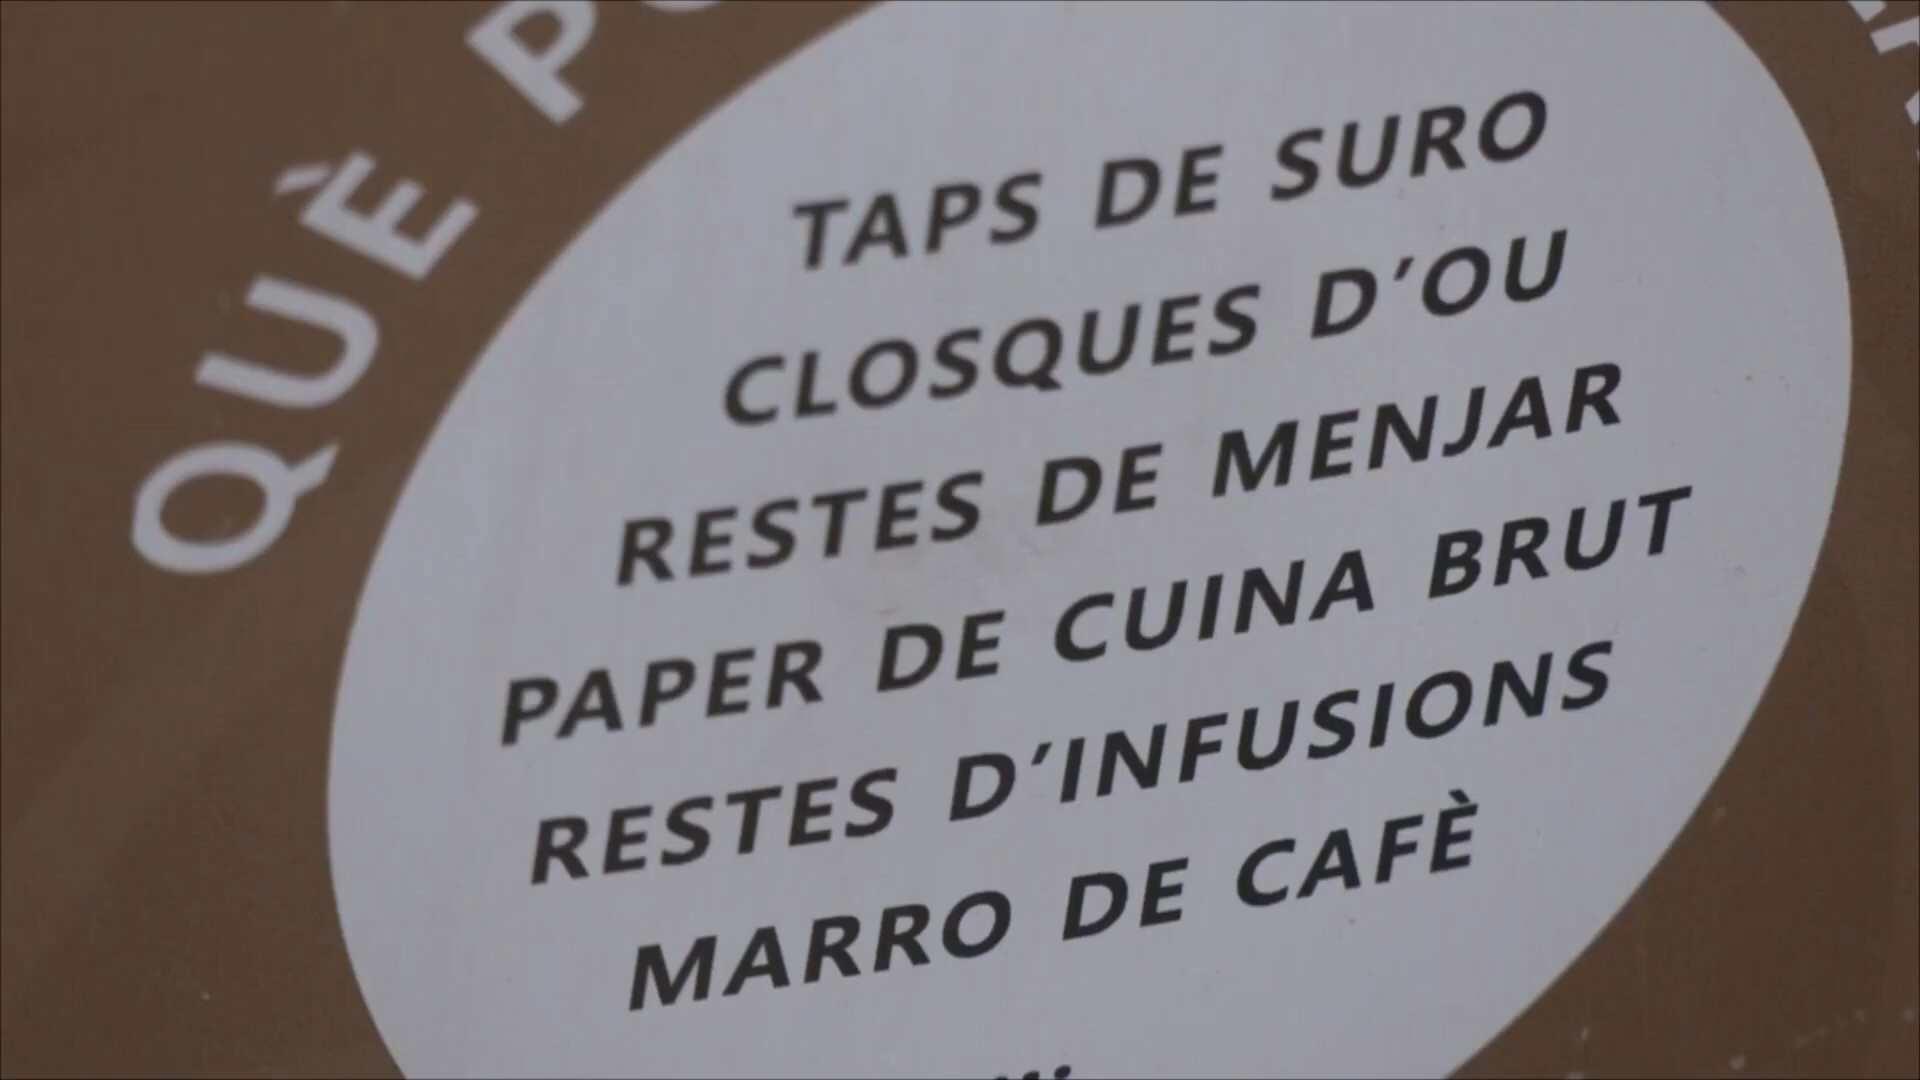 QUÈ
TAPS DE SURO
CLOSQUES D'OU
RESTES DE MENJAR
PAPER DE CUINA BRUT
RESTES D'INFUSIONS
MARRO DE CAFÈ